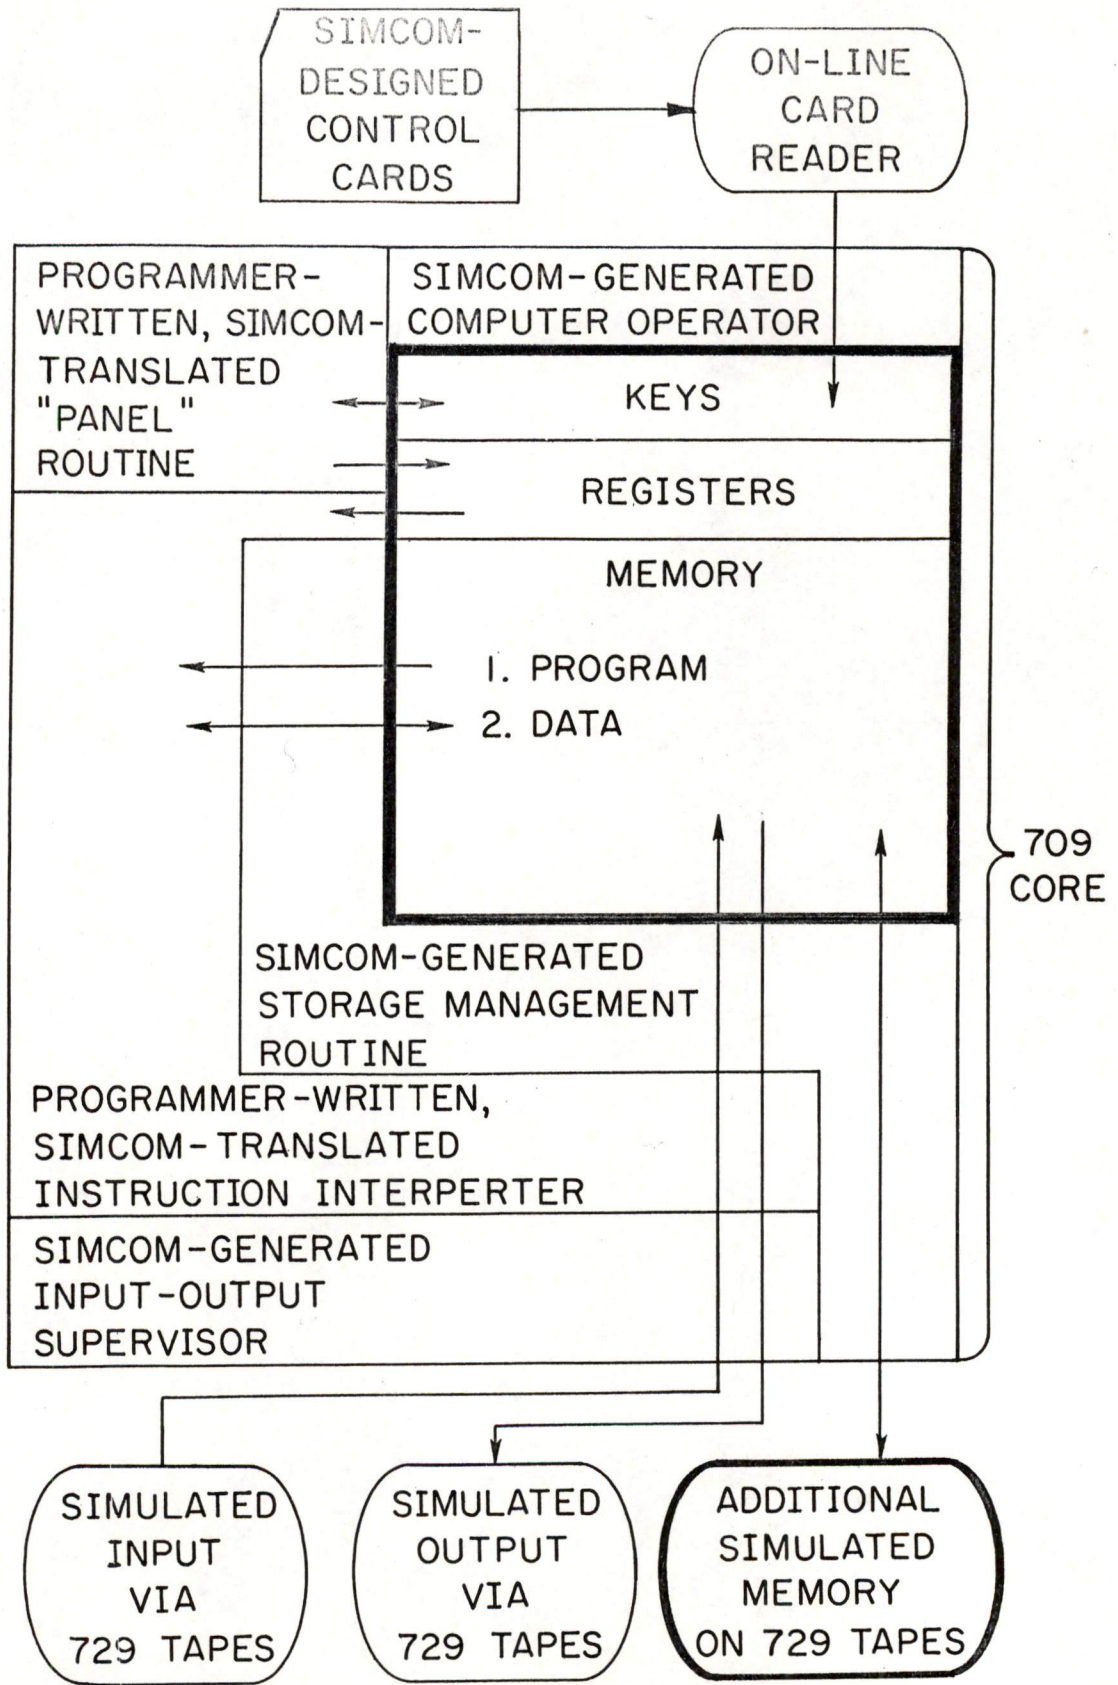 SIMCOM-
DESIGNED
CONTROL
CARDS
ON-LINE
CARD
READER
PROGRAMMER-
WRITTEN, SIMCOM-
TRANSLATED
"PANEL"
ROUTINE
SIMCOM-GENERATED
COMPUTER OPERATOR
KEYS
REGISTERS
MEMORY
1. PROGRAM
2. DATA
709
CORE
SIMCOM-GENERATED
STORAGE MANAGEMENT
ROUTINE
PROGRAMMER-WRITTEN,
SIMCOM-TRANSLATED
INSTRUCTION INTERPERTER
SIMCOM-GENERATED
INPUT-OUTPUT
SUPERVISOR
SIMULATED
INPUT
VIA
729 TAPES
SIMULATED
OUTPUT
VIA
729 TAPES
ADDITIONAL
SIMULATED
MEMORY
ON 729 TAPES